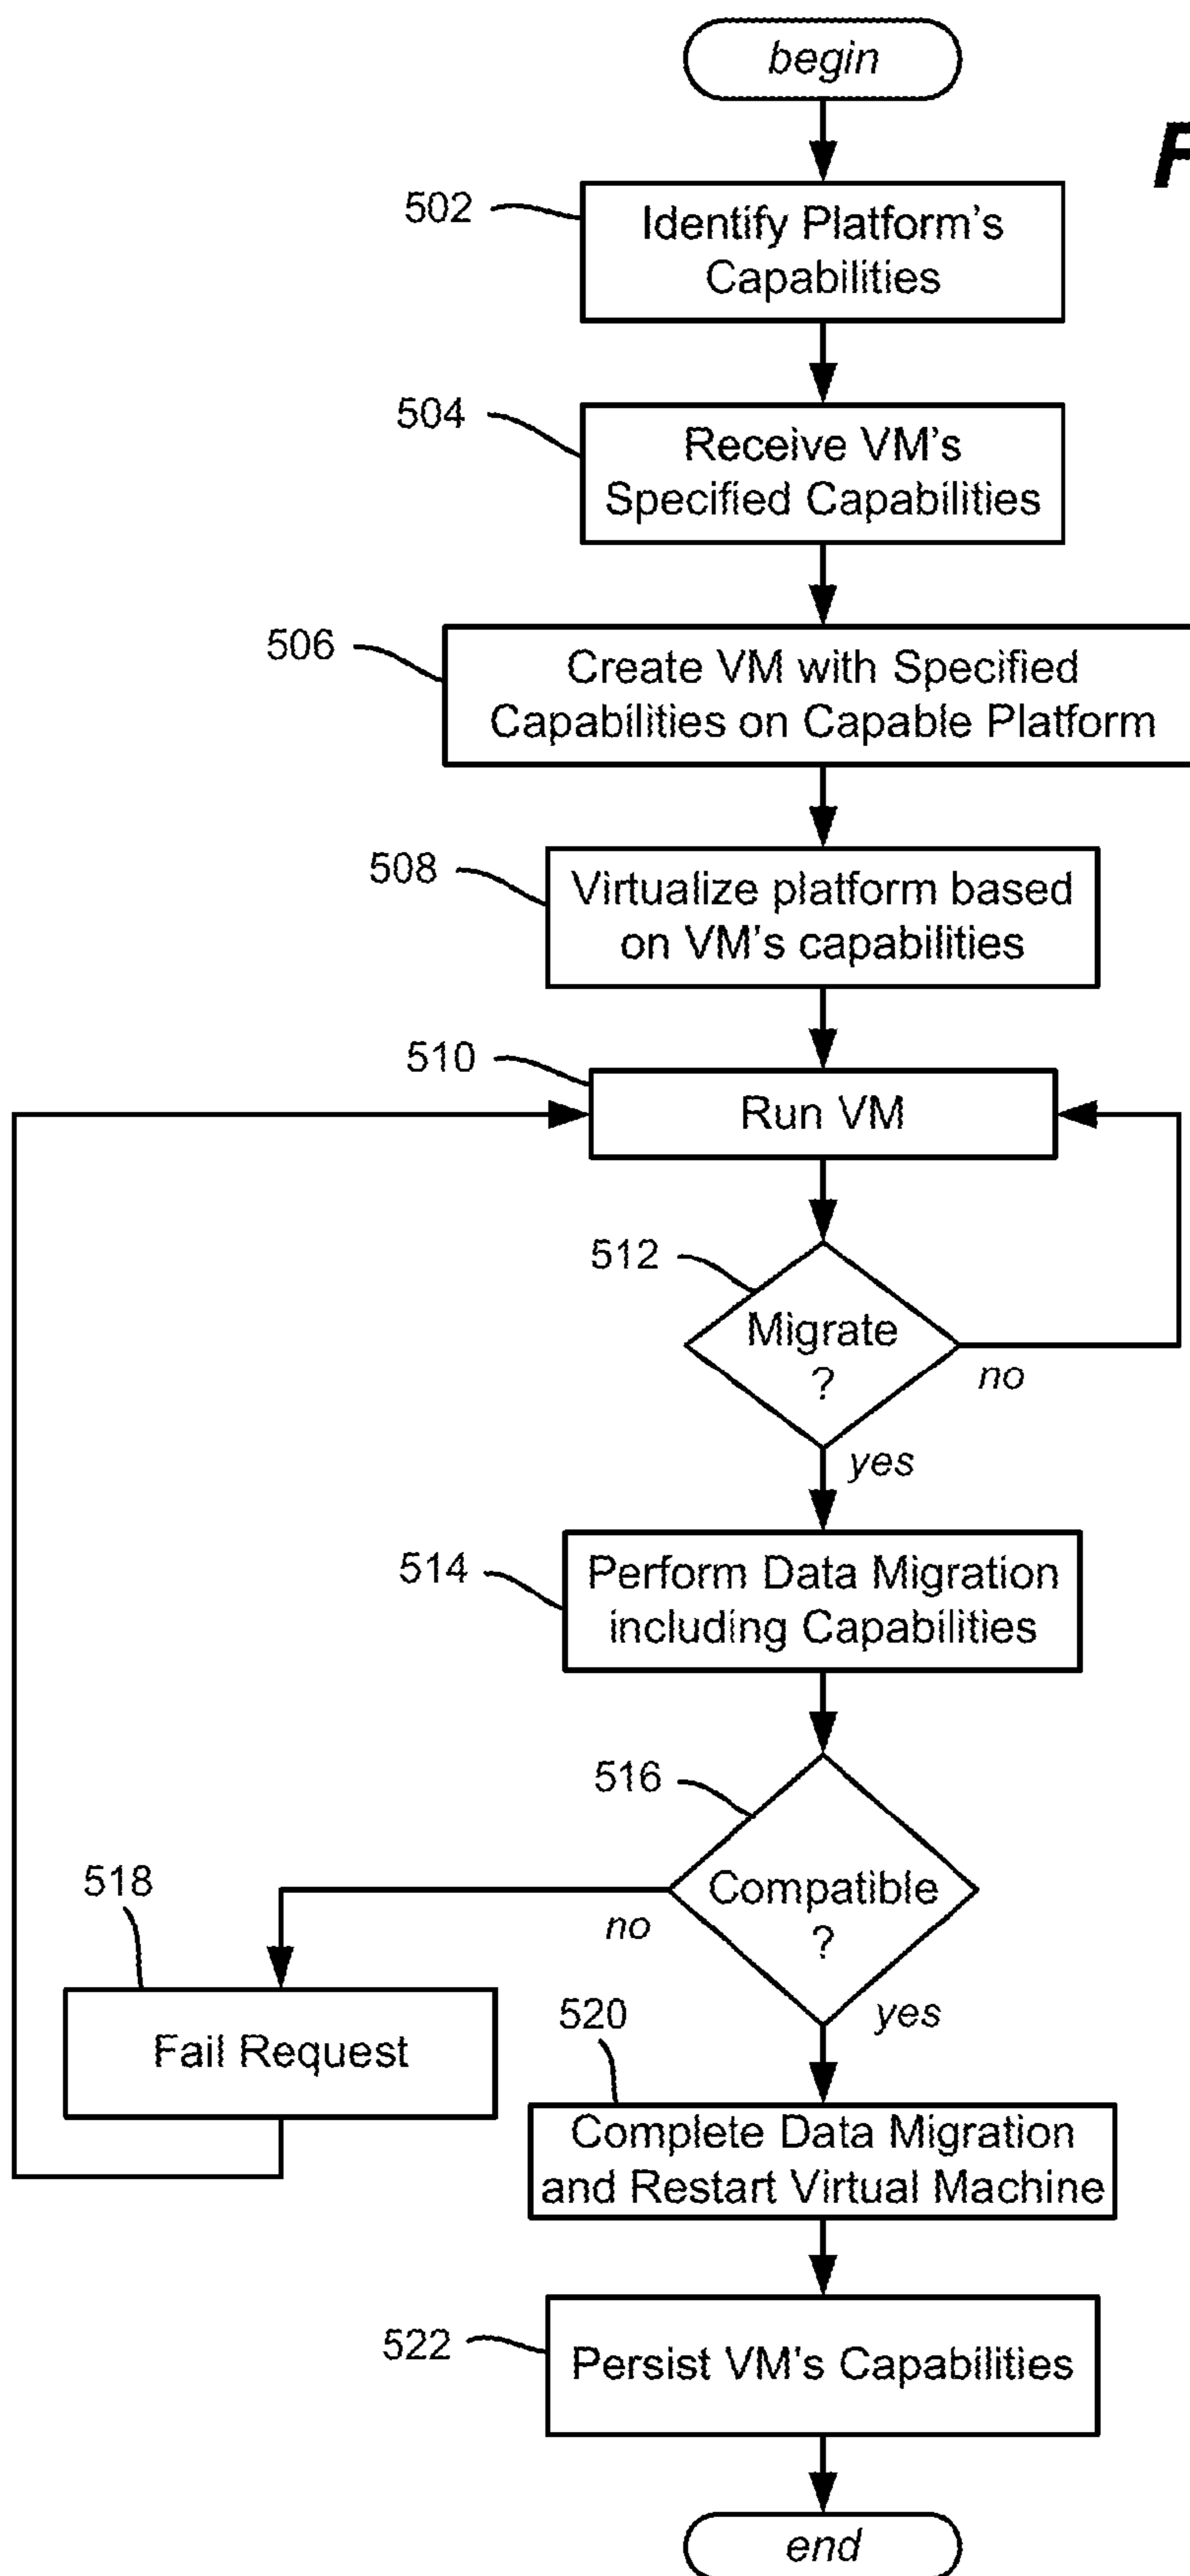 begin
F
502
Identify Platform's
Capabilities
504
Receive VM's
Specified Capabilities
506
Create VM with Specified
Capabilities on Capable Platform
508
Virtualize platform based
on VM's capabilities
510
Run VM
512
Migrate
?
no
yes
514
Perform Data Migration
including Capabilities
516
Compatible
?
no
yes
518
Fail Request
520
Complete Data Migration
and Restart Virtual Machine
522
Persist VM's Capabilities
end